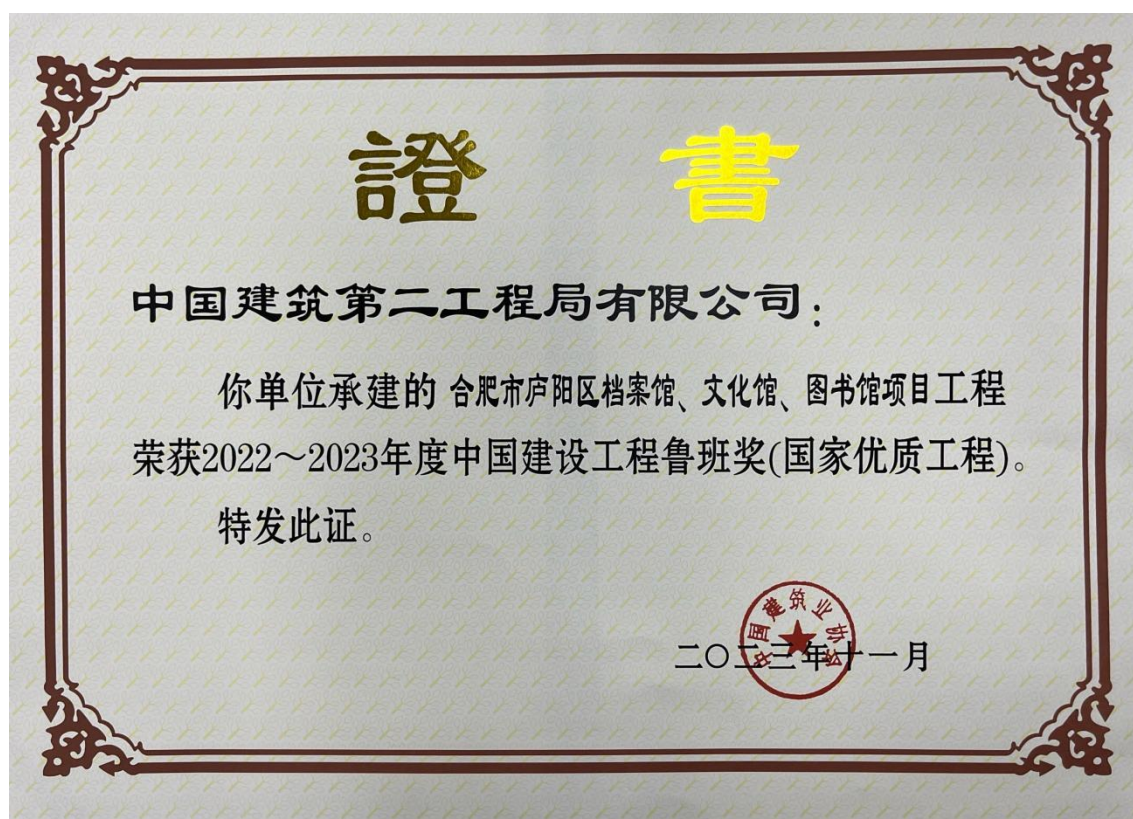 證 書
中国建筑第二工程局有限公司：
你单位承建的 合肥市庐阳区档案馆、文化馆、图书馆项目工程
荣获2022～2023年度中国建设工程鲁班奖(国家优质工程)。
特发此证。
中国建筑业协会
二〇二三年十一月